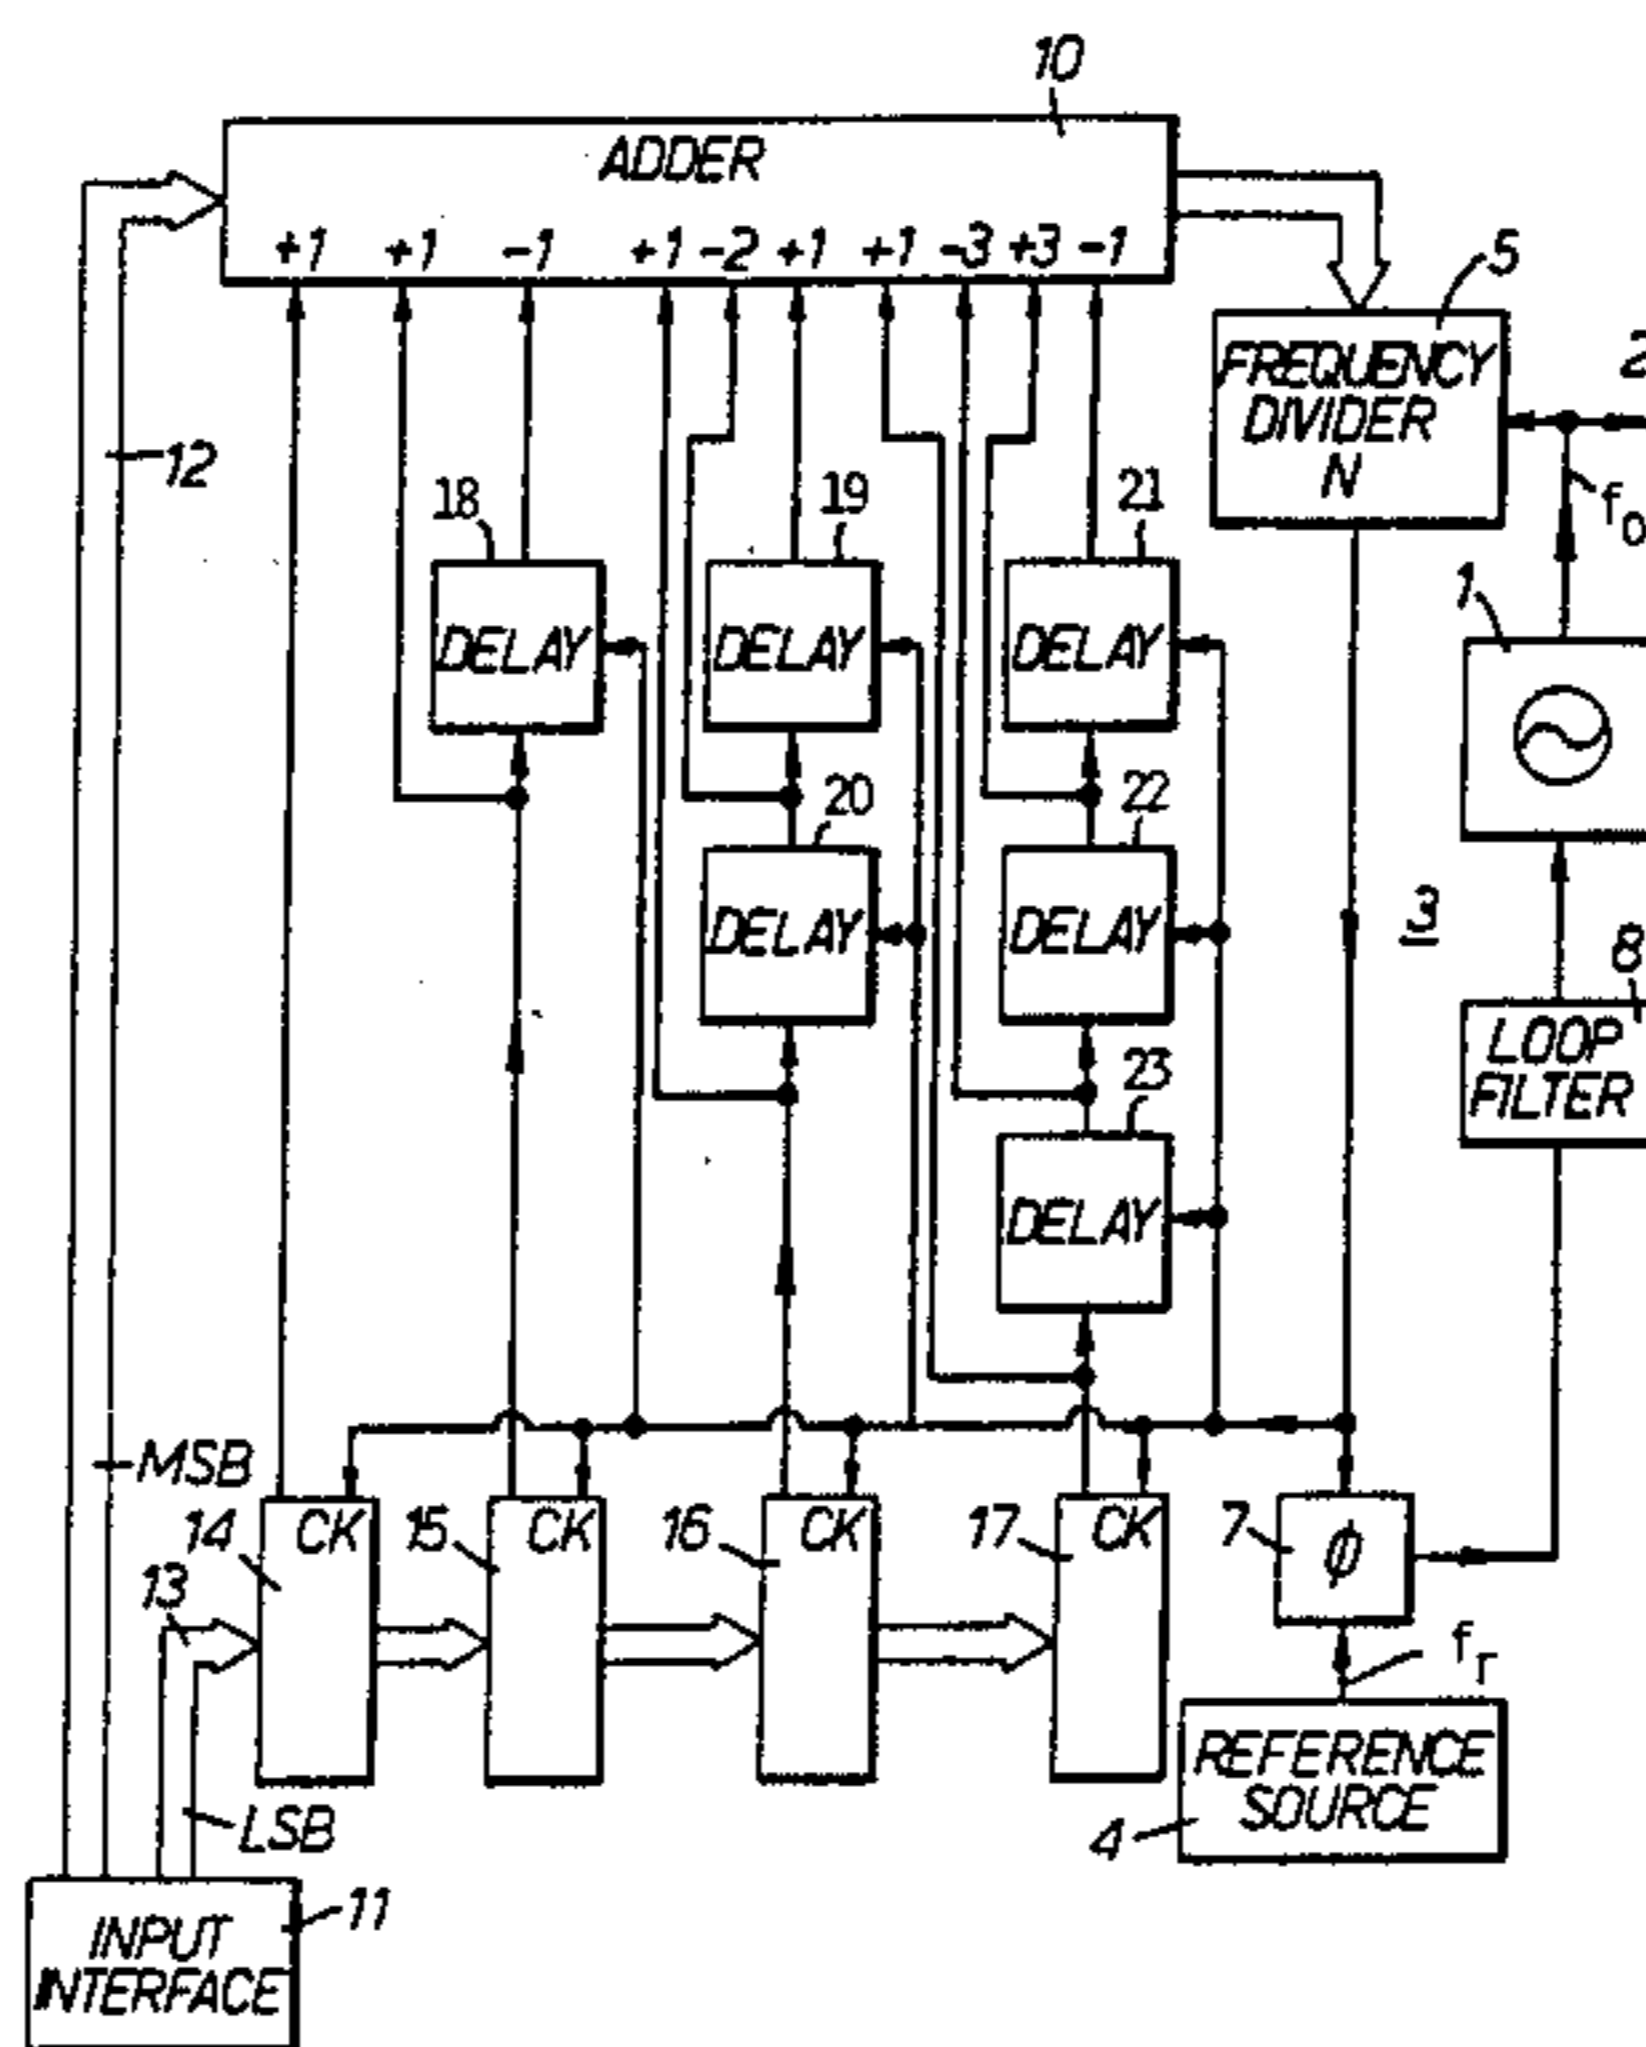 10
ADDER
+1 +1 -1 +1 -2 +1 +1 -3 +3 -1
5
FREQUENCY
DIVIDER
N
2
12
18
19
21
f0
DELAY
DELAY
DELAY
1
20
22
DELAY
DELAY
3
8
LOOP
FILTER
23
DELAY
MSB
14
CK
15
CK
16
CK
17
CK
7
ϕ
13
fr
LSB
REFERENCE
SOURCE
4
11
INPUT
INTERFACE